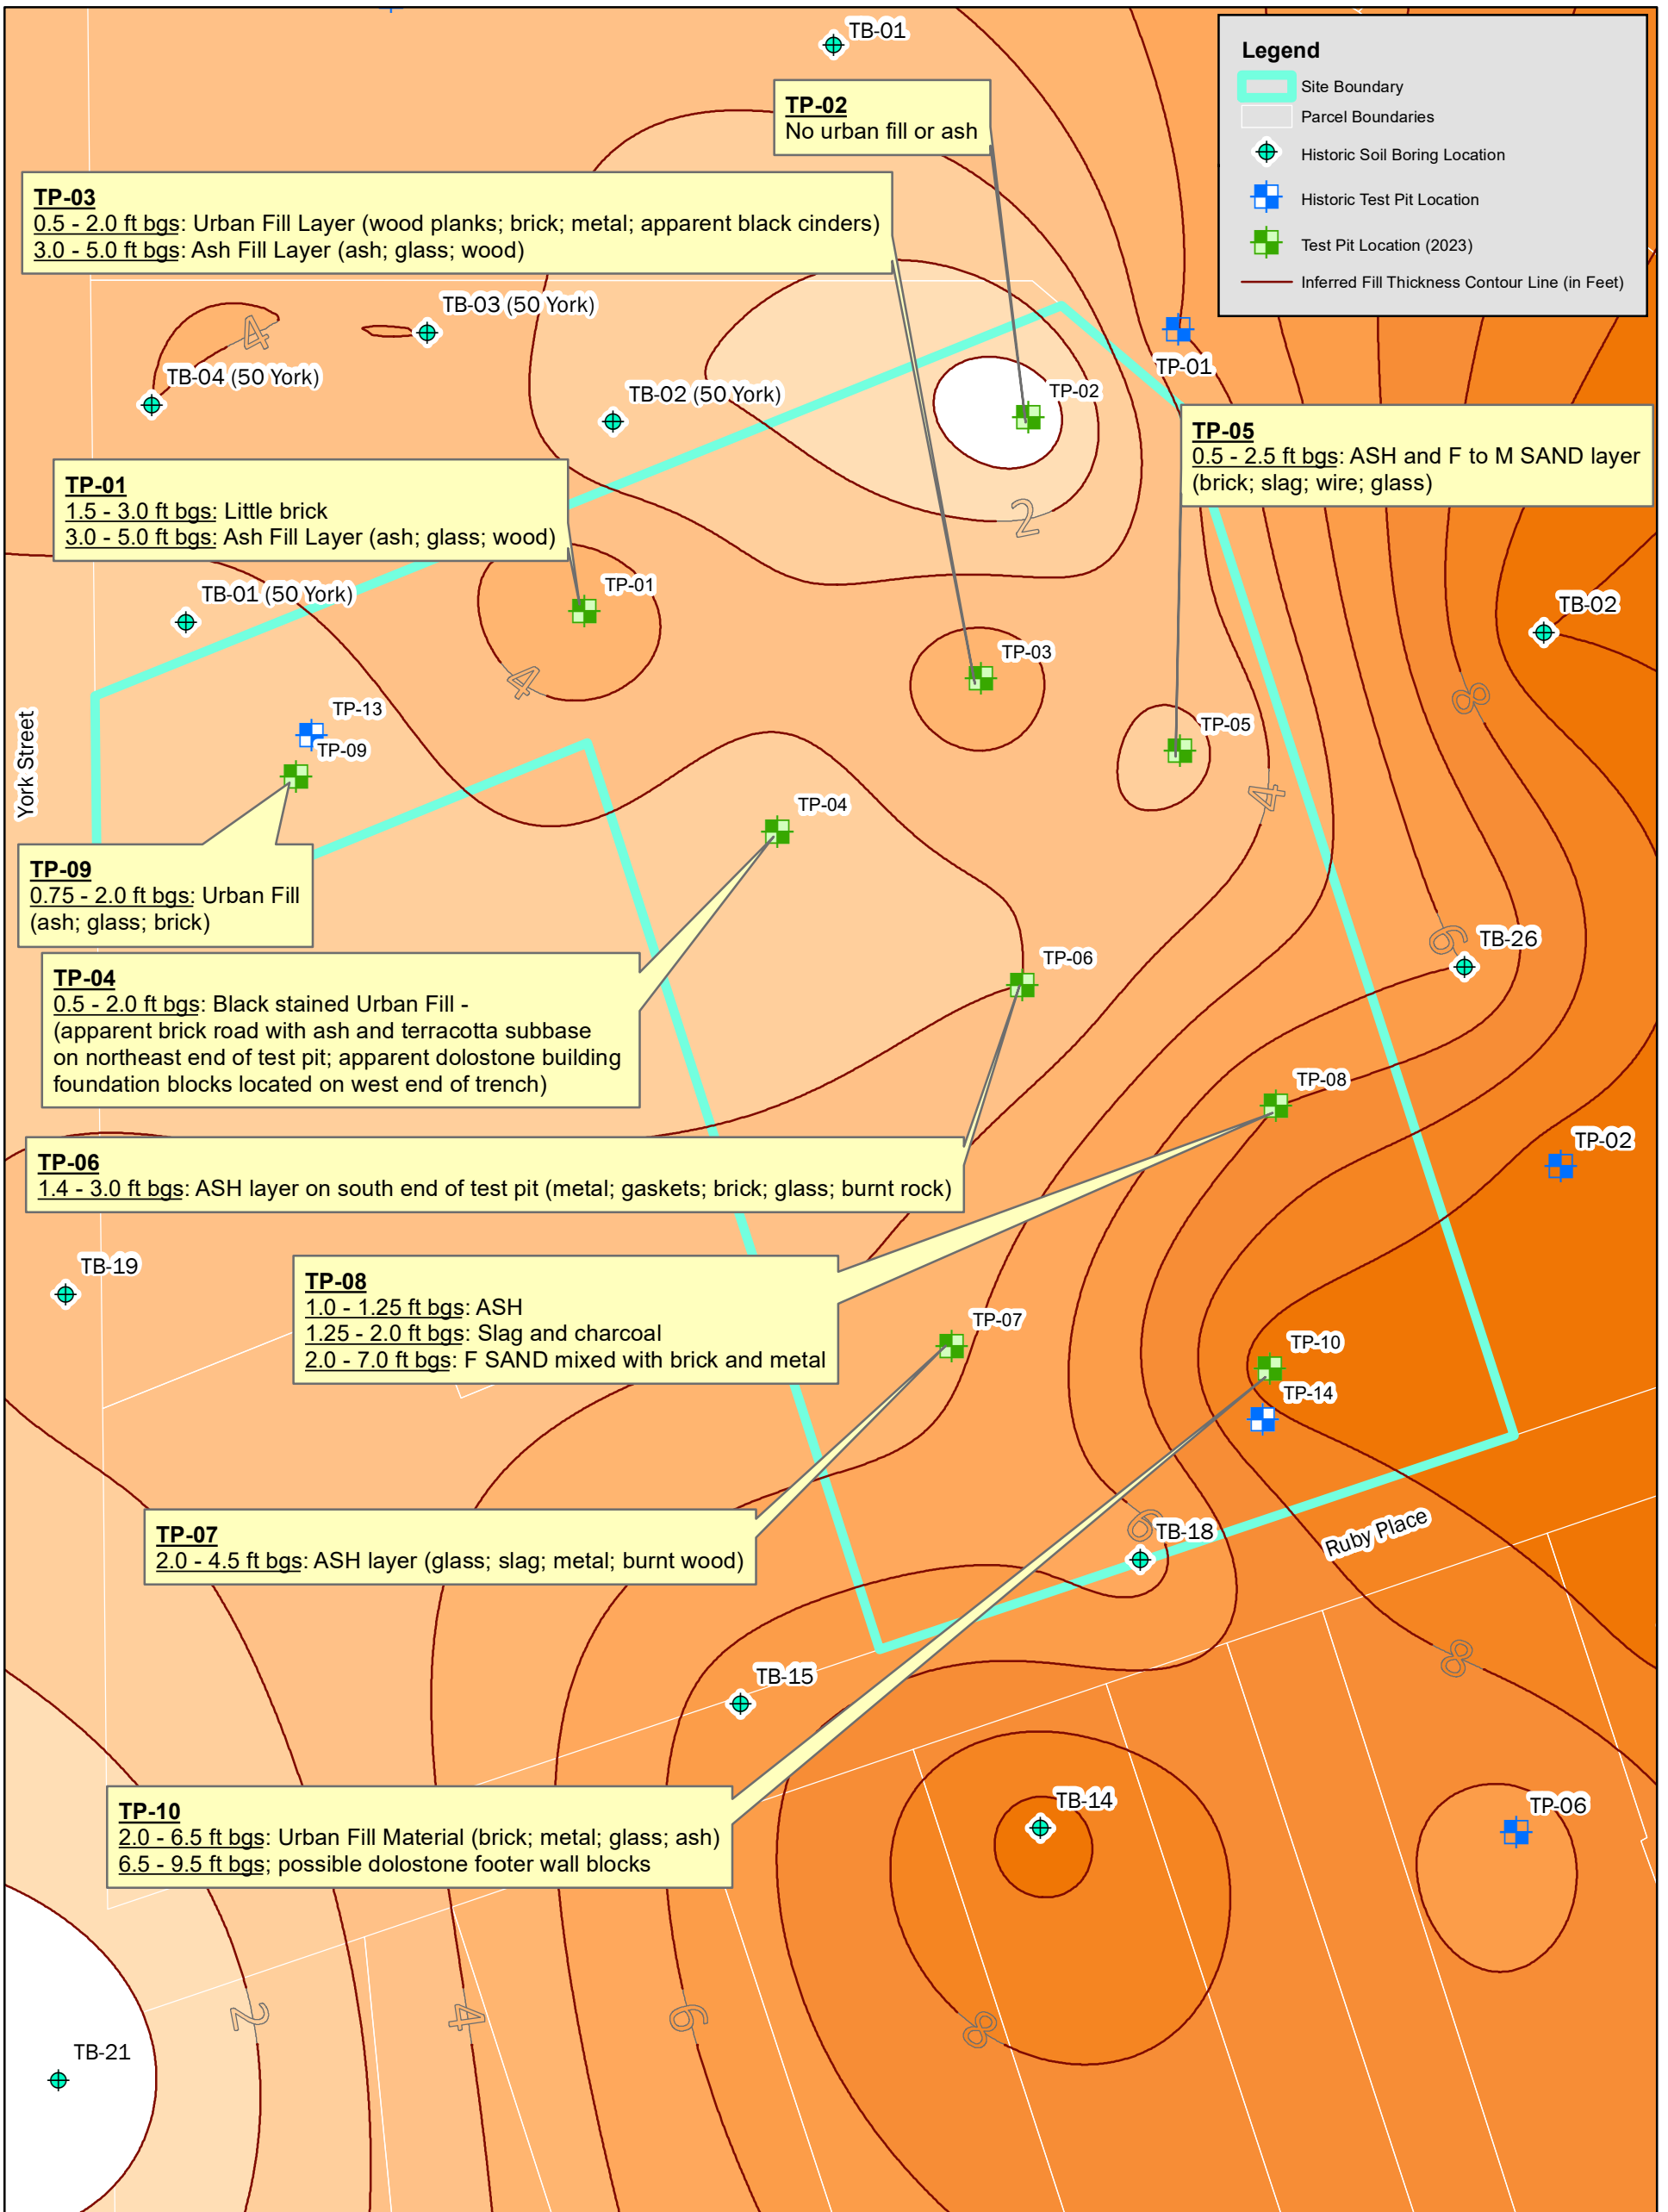 TB-01
Legend
Site Boundary
Parcel Boundaries
Historic Soil Boring Location
Historic Test Pit Location
Test Pit Location (2023)
Inferred Fill Thickness Contour Line (in Feet)
TP-02
No urban fill or ash
TP-03
0.5 - 2.0 ft bgs: Urban Fill Layer (wood planks; brick; metal; apparent black cinders)
3.0 - 5.0 ft bgs: Ash Fill Layer (ash; glass; wood)
TB-03 (50 York)
4
TB-04 (50 York)
TB-02 (50 York)
TP-02
TP-01
TP-05
0.5 - 2.5 ft bgs: ASH and F to M SAND layer
(brick; slag; wire; glass)
TP-01
1.5 - 3.0 ft bgs: Little brick
3.0 - 5.0 ft bgs: Ash Fill Layer (ash; glass; wood)
2
TB-01 (50 York)
TP-01
TB-02
4
TP-03
8
TP-13
TP-09
York Street
TP-05
4
TP-04
TP-09
0.75 - 2.0 ft bgs: Urban Fill
(ash; glass; brick)
6
TB-26
TP-06
TP-04
0.5 - 2.0 ft bgs: Black stained Urban Fill -
(apparent brick road with ash and terracotta subbase
on northeast end of test pit; apparent dolostone building
foundation blocks located on west end of trench)
TP-08
TP-02
TP-06
1.4 - 3.0 ft bgs: ASH layer on south end of test pit (metal; gaskets; brick; glass; burnt rock)
TB-19
TP-08
1.0 - 1.25 ft bgs: ASH
1.25 - 2.0 ft bgs: Slag and charcoal
2.0 - 7.0 ft bgs: F SAND mixed with brick and metal
TP-07
TP-10
TP-14
TP-07
2.0 - 4.5 ft bgs: ASH layer (glass; slag; metal; burnt wood)
6
TB-18
Ruby Place
8
TB-15
TP-10
2.0 - 6.5 ft bgs: Urban Fill Material (brick; metal; glass; ash)
6.5 - 9.5 ft bgs; possible dolostone footer wall blocks
TB-14
TP-06
2
4
6
8
TB-21